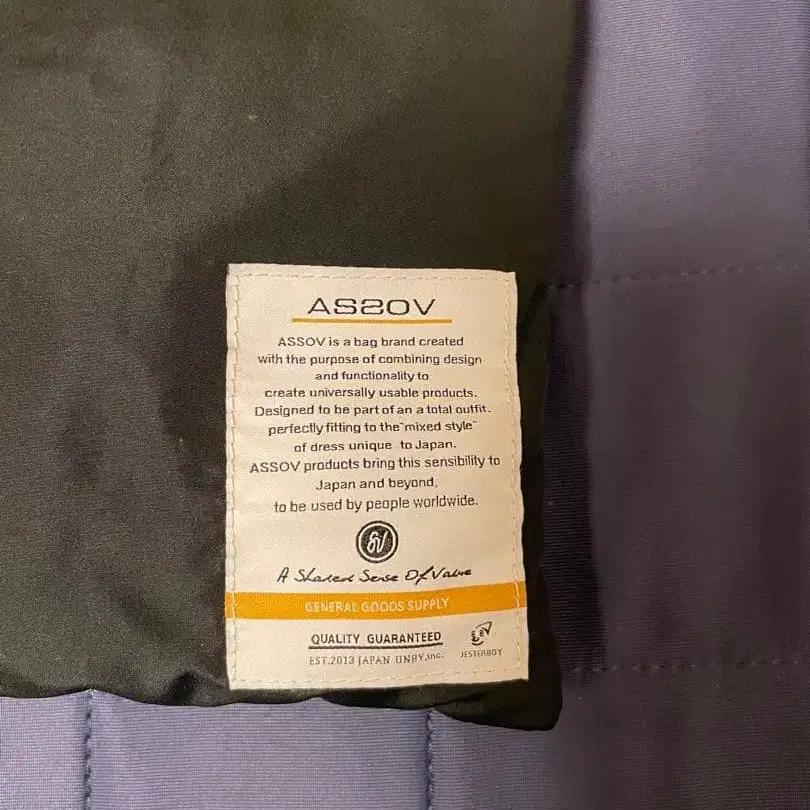 ASSOV
ASSOV is a bag brand created
with the purpose of combining design
and functionality to
create universally usable products.
Designed to be part of an a total outfit.
perfectly fitting to the "mixed style"
of dress unique to Japan.
ASSOV products bring this sensibility to
Japan and beyond,
to be used by people worldwide.
A Shared Sense Of Value
GENERAL GOODS SUPPLY
QUALITY GUARANTEED
EST.2013 JAPAN UNBY,inc.
JESTERBOY